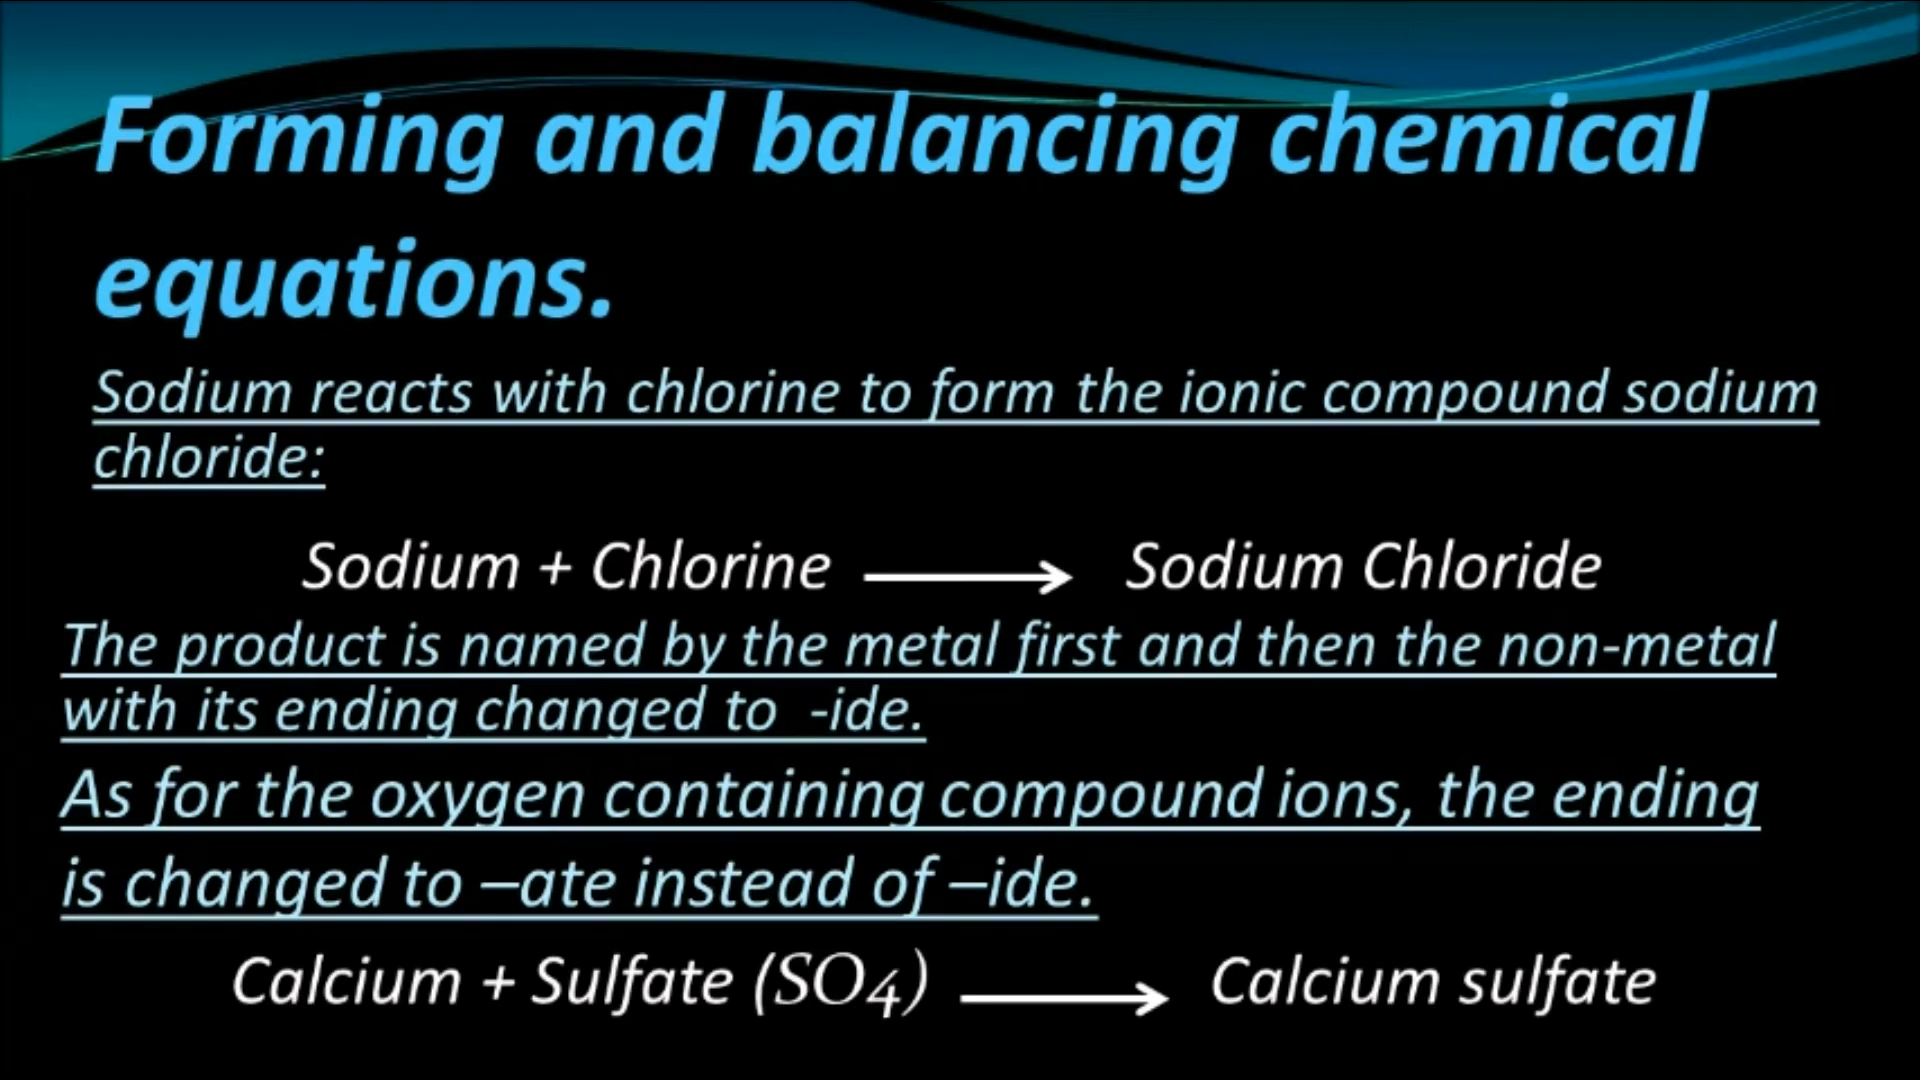 Forming and balancing chemical
equations.
Sodium reacts with chlorine to form the ionic compound sodium
chloride:
Sodium + Chlorine ⟶ Sodium Chloride
The product is named by the metal first and then the non-metal
with its ending changed to -ide.
As for the oxygen containing compound ions, the ending
is changed to –ate instead of –ide.
Calcium + Sulfate (SO4) ⟶ Calcium sulfate